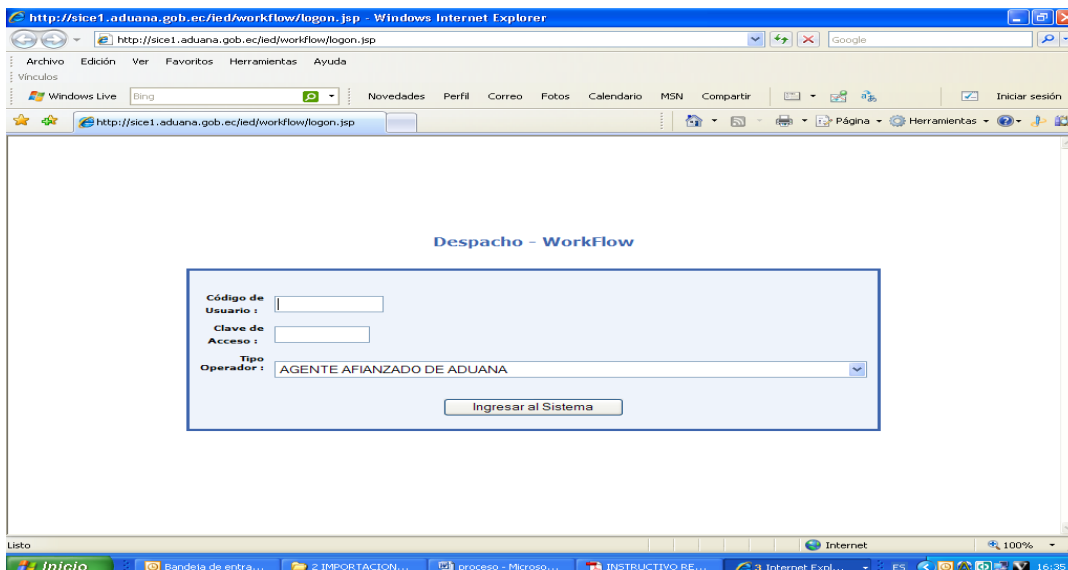 http://sice1.aduana.gob.ec/ied/workflow/logon.jsp - Windows Internet Explorer
http://sice1.aduana.gob.ec/ied/workflow/logon.jsp Google
Archivo Edición Ver Favoritos Herramientas Ayuda
Vínculos
Windows Live Bing Novedades Perfil Correo Fotos Calendario MSN Compartir Iniciar sesión
http://sice1.aduana.gob.ec/ied/workflow/logon.jsp Página Herramientas
Despacho - WorkFlow
Código de
Usuario :
Clave de
Acceso :
Tipo
Operador : AGENTE AFIANZADO DE ADUANA
Ingresar al Sistema
Listo Internet 100%
Inicio Bandeja de entra... 2 IMPORTACION... proceso - Microso... INSTRUCTIVO RE... 3 Internet Expl... ES 16:35